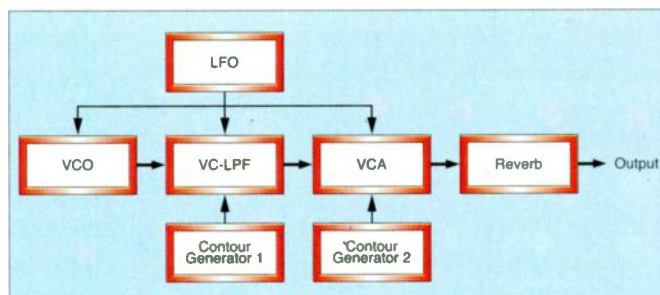 LFO
VCO
VC-LPF
VCA
Reverb
Output
Contour
Generator 1
Contour
Generator 2